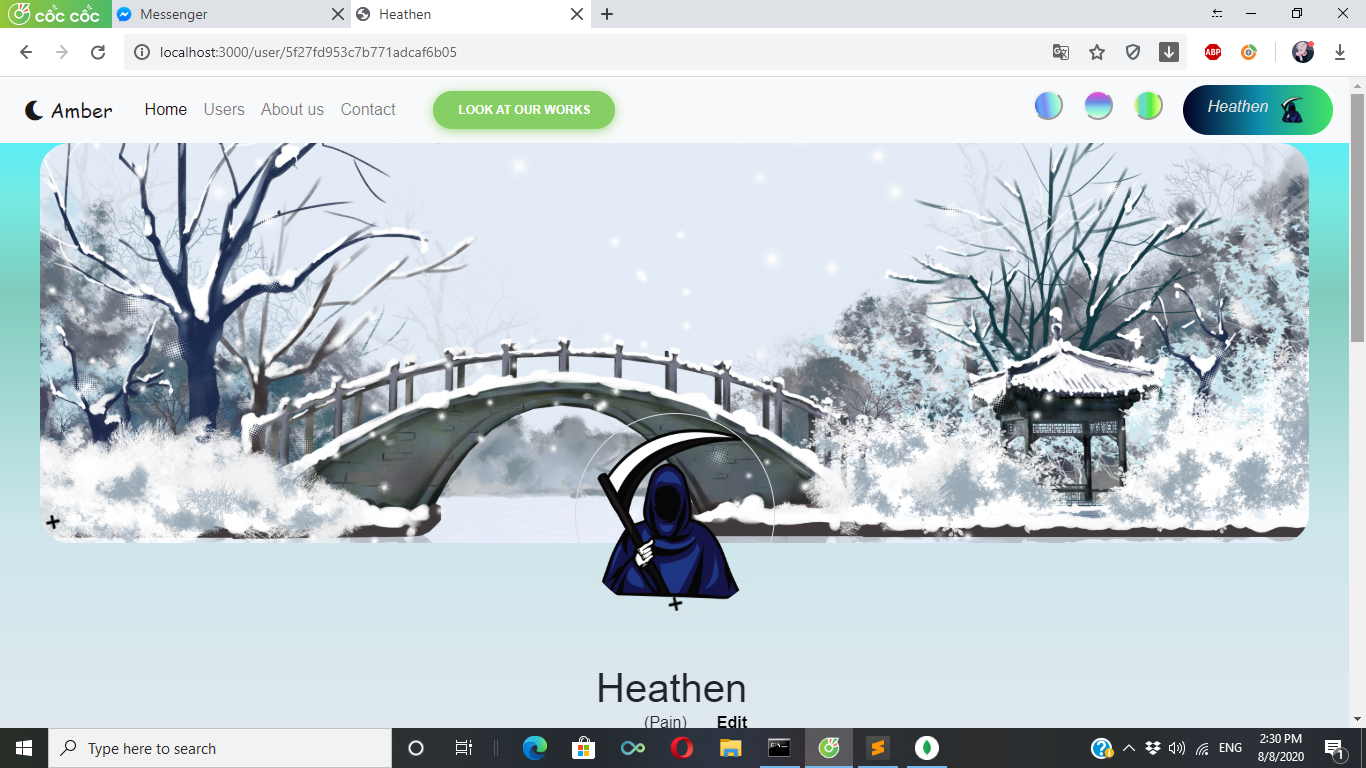 cốc cốc
Messenger
Heathen
localhost:3000/user/5f27fd953c7b771adcaf6b05
ABP
Amber
Home
Users
About us
Contact
LOOK AT OUR WORKS
Heathen
Heathen
(Pain)
Edit
Type here to search
ENG
2:30 PM
8/8/2020
1